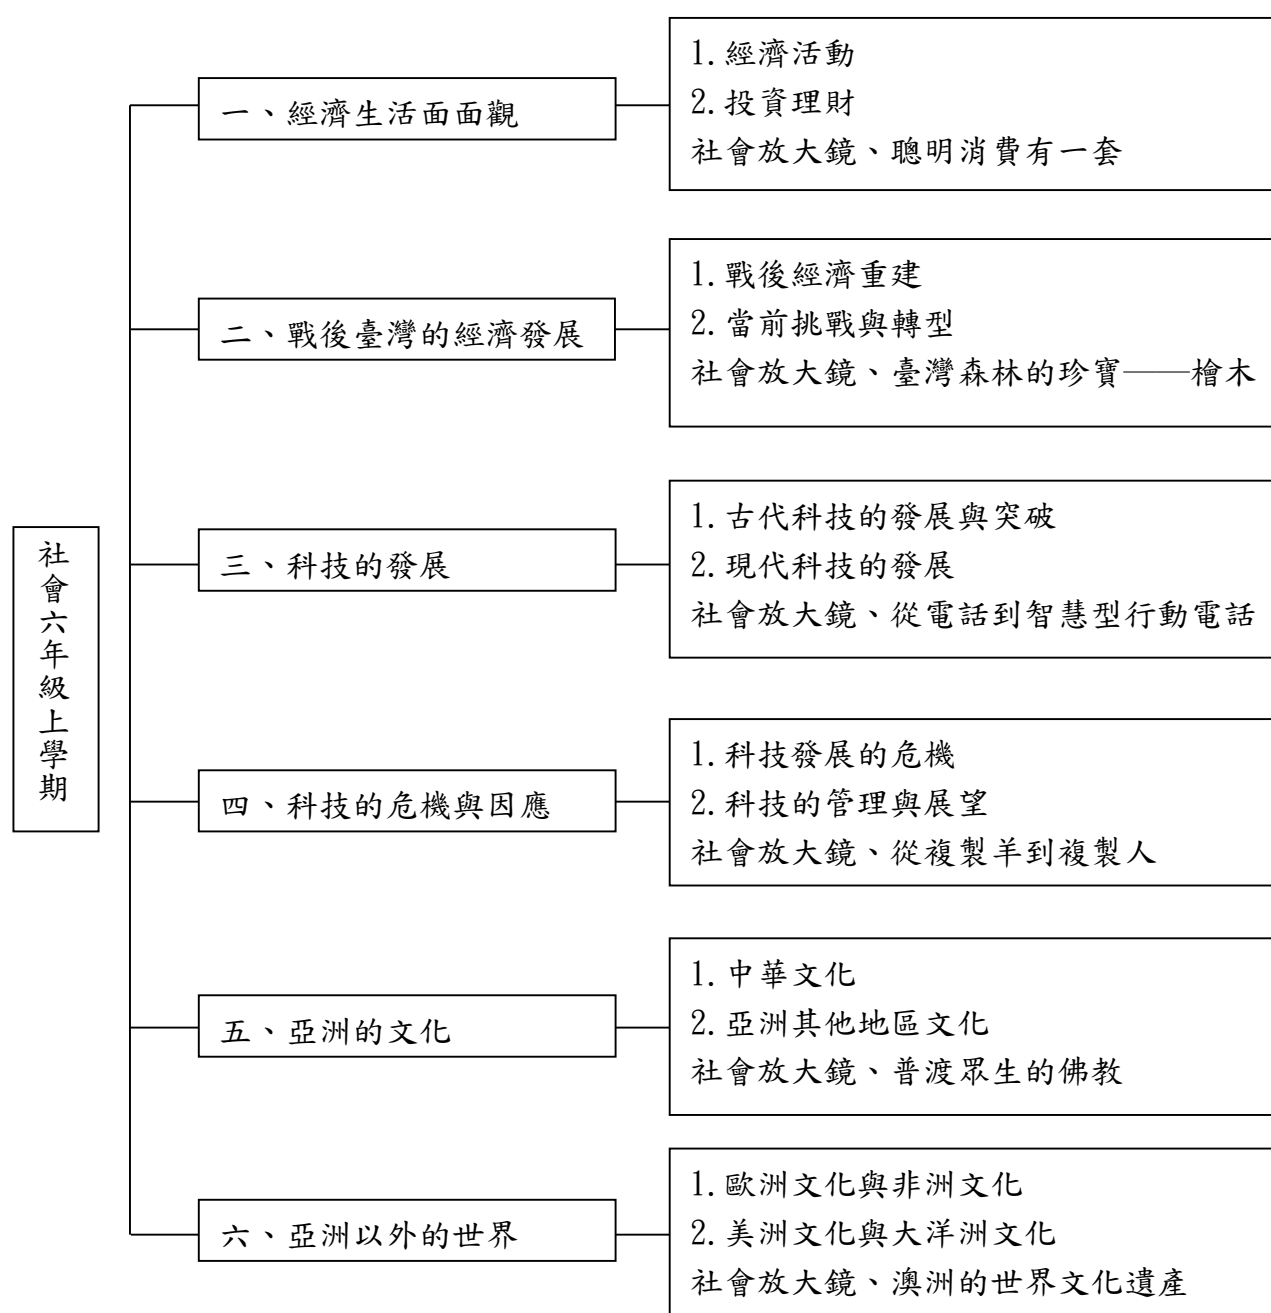 社會六年級上學期
一、經濟生活面面觀
1.經濟活動
2.投資理財
社會放大鏡、聰明消費有一套
二、戰後臺灣的經濟發展
1.戰後經濟重建
2.當前挑戰與轉型
社會放大鏡、臺灣森林的珍寶——檜木
三、科技的發展
1.古代科技的發展與突破
2.現代科技的發展
社會放大鏡、從電話到智慧型行動電話
四、科技的危機與因應
1.科技發展的危機
2.科技的管理與展望
社會放大鏡、從複製羊到複製人
五、亞洲的文化
1.中華文化
2.亞洲其他地區文化
社會放大鏡、普渡眾生的佛教
六、亞洲以外的世界
1.歐洲文化與非洲文化
2.美洲文化與大洋洲文化
社會放大鏡、澳洲的世界文化遺產